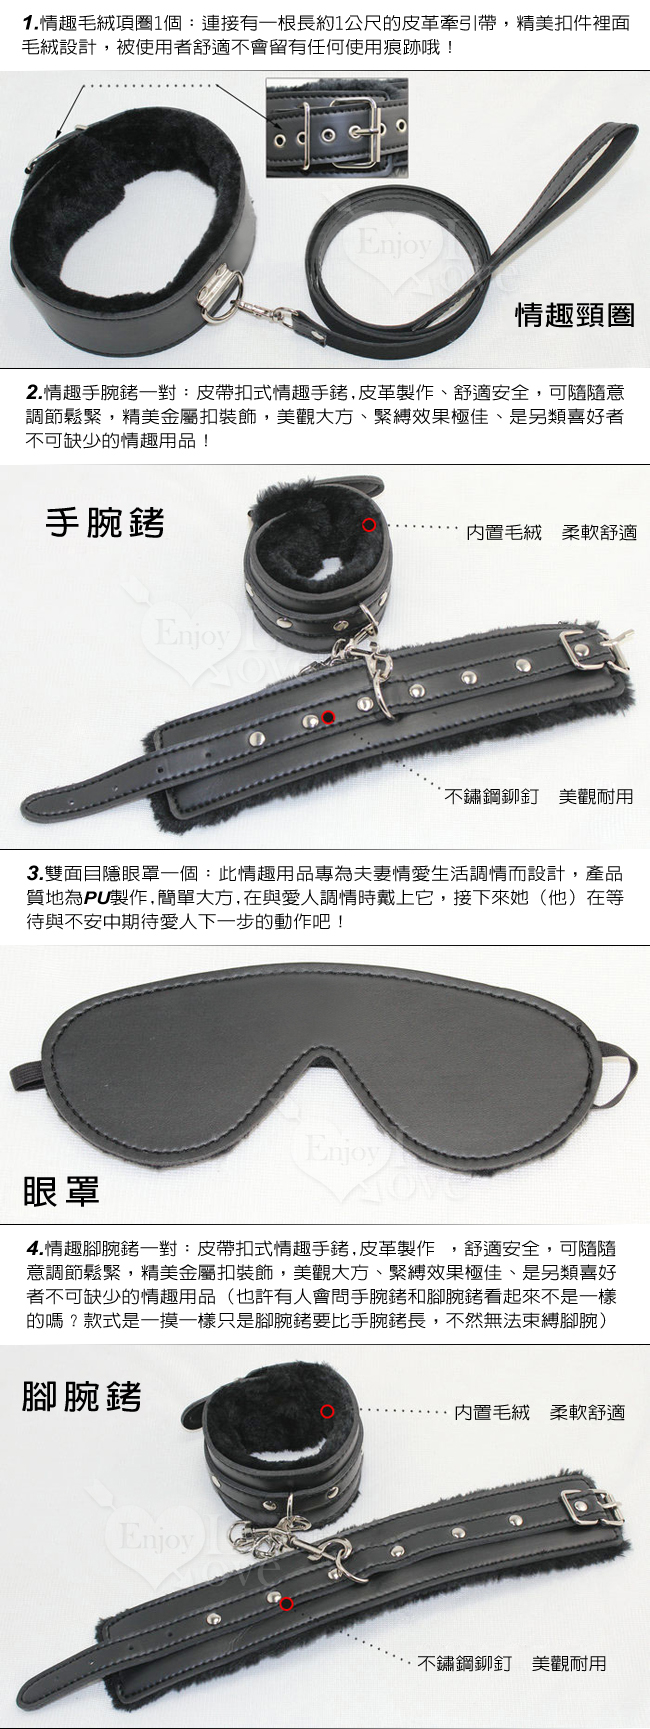 1.情趣毛絨項圈1個：連接有一根長約1公尺的皮革牽引帶，精美扣件裡面
毛絨設計，被使用者舒適不會留有任何使用痕跡哦！
Enjoy Love
情趣頸圈
2.情趣手腕銬一對：皮帶扣式情趣手銬,皮革製作、舒適安全，可隨隨意
調節鬆緊，精美金屬扣裝飾，美觀大方、緊縛效果極佳、是另類喜好者
不可缺少的情趣用品！
手腕銬
內置毛絨　柔軟舒適
Enjoy Love
不鏽鋼鉚釘　美觀耐用
3.雙面目隱眼罩一個：此情趣用品專為夫妻情愛生活調情而設計，產品
質地為PU製作,簡單大方,在與愛人調情時戴上它，接下來她（他）在等
待與不安中期待愛人下一步的動作吧！
Enjoy Love
眼罩
4.情趣腳腕銬一對：皮帶扣式情趣手銬,皮革製作 ，舒適安全，可隨隨
意調節鬆緊，精美金屬扣裝飾，美觀大方、緊縛效果極佳、是另類喜好
者不可缺少的情趣用品（也許有人會問手腕銬和腳腕銬看起來不是一樣
的嗎？款式是一摸一樣只是腳腕銬要比手腕銬長，不然無法束縛腳腕）
腳腕銬
內置毛絨　柔軟舒適
Enjoy Love
不鏽鋼鉚釘　美觀耐用